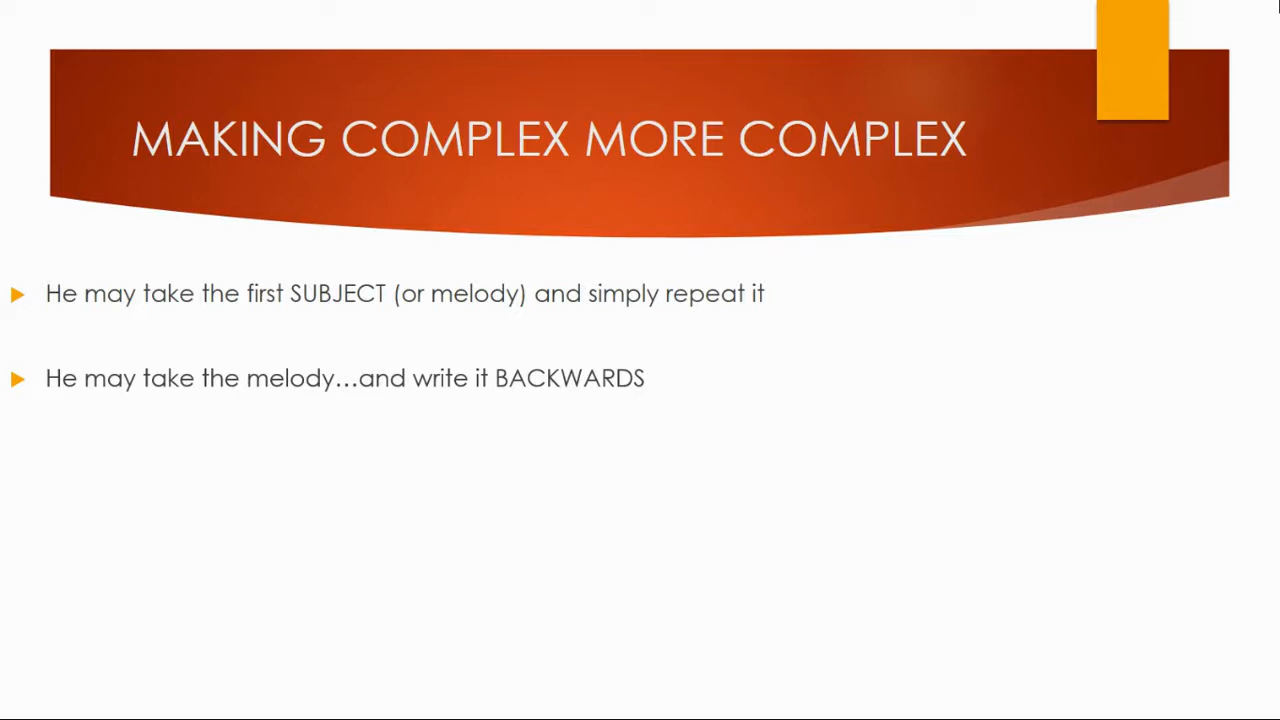 MAKING COMPLEX MORE COMPLEX
He may take the first SUBJECT (or melody) and simply repeat it
He may take the melody…and write it BACKWARDS